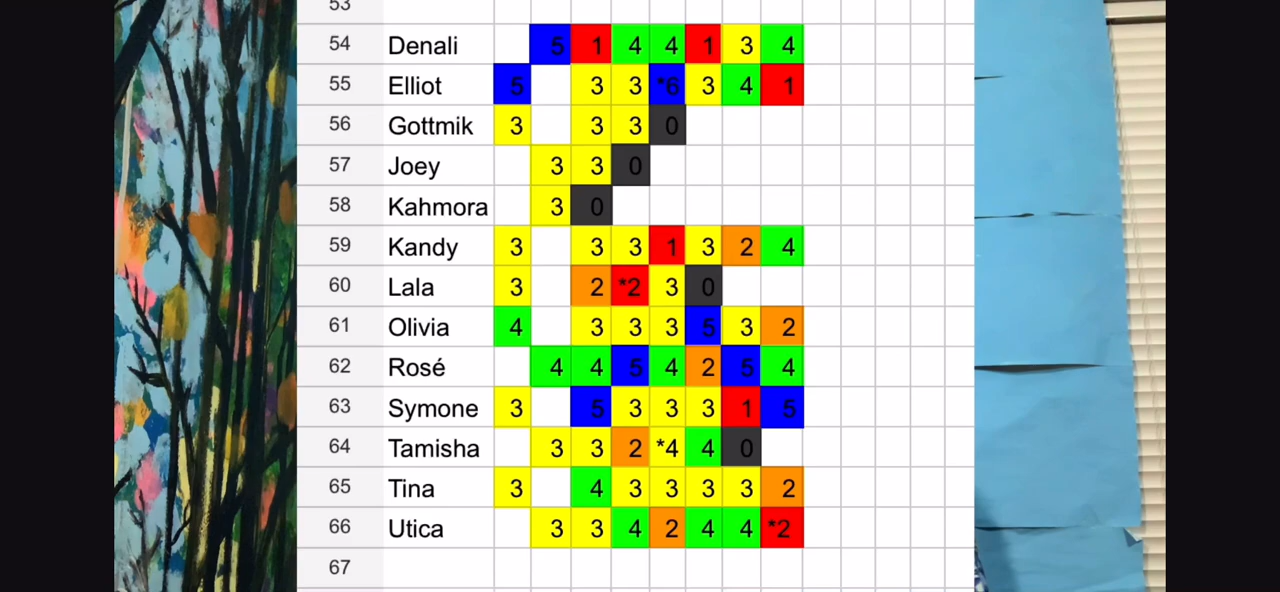 53
54 Denali 5 1 4 4 1 3 4
55 Elliot 5 3 3 *6 3 4 1
56 Gottmik 3 3 3 0
57 Joey 3 3 0
58 Kahmora 3 0
59 Kandy 3 3 3 1 3 2 4
60 Lala 3 2 *2 3 0
61 Olivia 4 3 3 3 5 3 2
62 Rosé 4 4 5 4 2 5 4
63 Symone 3 5 3 3 3 1 5
64 Tamisha 3 3 2 *4 4 0
65 Tina 3 4 3 3 3 3 2
66 Utica 3 3 4 2 4 4 *2
67